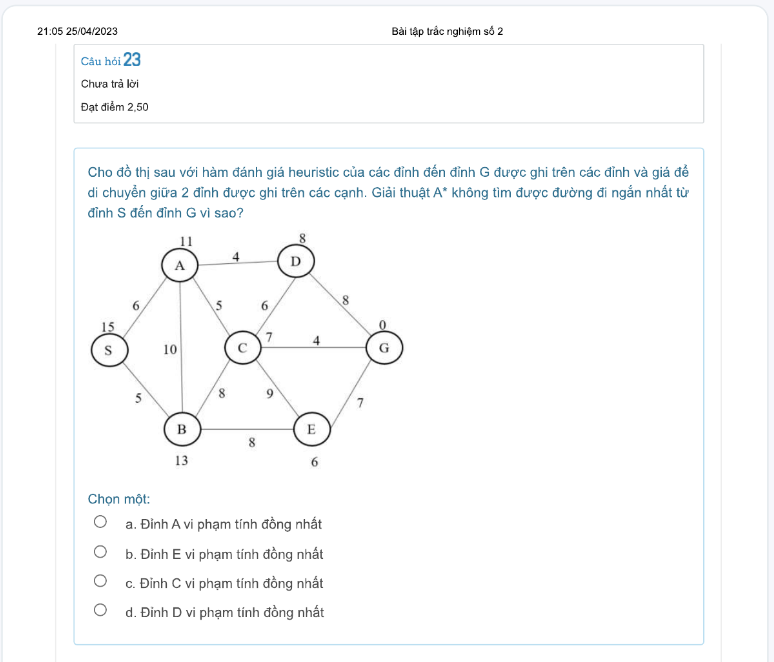 21:05 25/04/2023 Bài tập trắc nghiệm số 2
Câu hỏi 23
Chưa trả lời
Đạt điểm 2,50
Cho đồ thị sau với hàm đánh giá heuristic của các đỉnh đến đỉnh G được ghi trên các đỉnh và giá để
di chuyển giữa 2 đỉnh được ghi trên các cạnh. Giải thuật A* không tìm được đường đi ngắn nhất từ
đỉnh S đến đỉnh G vì sao?
11 8
4
A D
6 5 6 8
15 7 4 0
S 10 C G
5 8 9 7
B E
8
13 6
Chọn một:
a. Đỉnh A vi phạm tính đồng nhất
b. Đỉnh E vi phạm tính đồng nhất
c. Đỉnh C vi phạm tính đồng nhất
d. Đỉnh D vi phạm tính đồng nhất